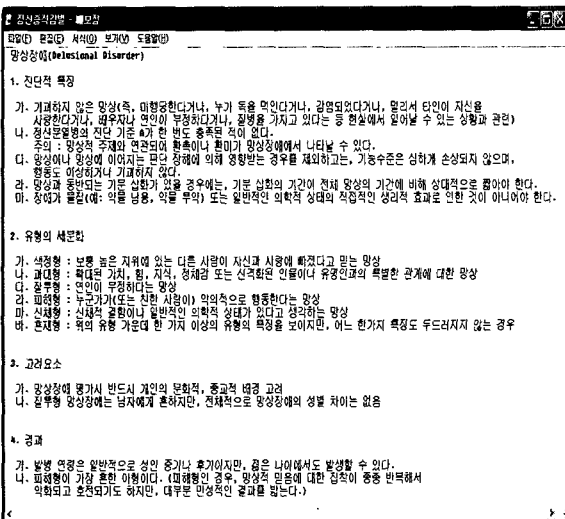 정신증적감별 - 메모장
파일(F) 편집(E) 서식(O) 보기(V) 도움말(H)
망상장애(Delusional Disorder)
1. 진단적 특징
가. 기괴하지 않은 망상(즉, 미행당한다거나, 누가 독을 먹인다거나, 감염되었다거나, 멀리서 타인이 자신을
사랑한다거나, 배우자나 연인이 부정하다거나, 질병을 가지고 있다는 등 현실에서 일어날 수 있는 상황과 관련)
나. 정신분열병의 진단 기준 A가 한 번도 충족된 적이 없다.
주의 : 망상적 주제와 연관되어 환촉이나 환미가 망상장애에서 나타날 수 있다.
다. 망상이나 망상에 이어지는 판단 장해에 의해 영향받는 경우를 제외하고는, 기능수준은 심하게 손상되지 않으며,
행동도 이상하거나 기괴하지 않다.
라. 망상과 동반되는 기분 삽화가 있을 경우에는, 기분 삽화의 기간이 전체 망상의 기간에 비해 상대적으로 짧아야 한다.
마. 장애가 물질(예: 약물 남용, 약물 투약) 또는 일반적인 의학적 상태의 직접적인 생리적 효과로 인한 것이 아니어야 한다.
2. 유형의 세분화
가. 색정형 : 보통 높은 지위에 있는 다른 사람이 자신과 사랑에 빠졌다고 믿는 망상
나. 과대형 : 확대된 가치, 힘, 지식, 정체감 또는 신격화된 인물이나 유명인과의 특별한 관계에 대한 망상
다. 질투형 : 연인이 부정하다는 망상
라. 피해형 : 누군가가(또는 친한 사람이) 악의적으로 행동한다는 망상
마. 신체형 : 신체적 결함이나 일반적인 의학적 상태가 있다고 생각하는 망상
바. 혼재형 : 위의 유형 가운데 한 가지 이상의 유형의 특징을 보이지만, 어느 한가지 특징도 두드러지지 않는 경우
3. 고려요소
가. 망상장애 평가시 반드시 개인의 문화적, 종교적 배경 고려
나. 질투형 망상장애는 남자에게 흔하지만, 전체적으로 망상장애의 성별 차이는 없음
4. 경과
가. 발병 연령은 일반적으로 성인 중기나 후기이지만, 젊은 나이에서도 발생할 수 있다.
나. 피해형이 가장 흔한 아형이다. (피해형인 경우, 망상적 믿음에 대한 집착이 종종 반복해서
악화되고 호전되기도 하지만, 대부분 만성적인 결과를 밟는다.)